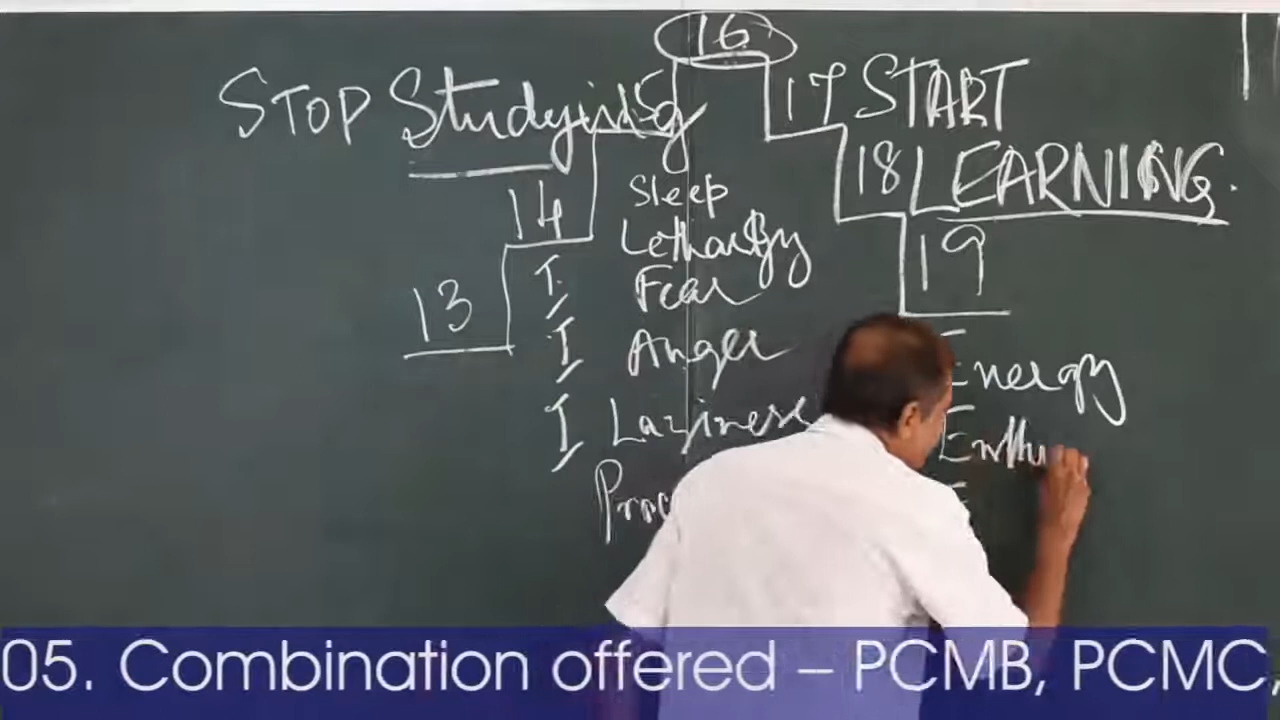 16
STOP Studying 15 17 START
14 18 LEARNING.
13 19
Sleep
Lethargy
I Fear
I Anger
I Laziness
Energy
E
05. Combination offered – PCMB, PCMC,